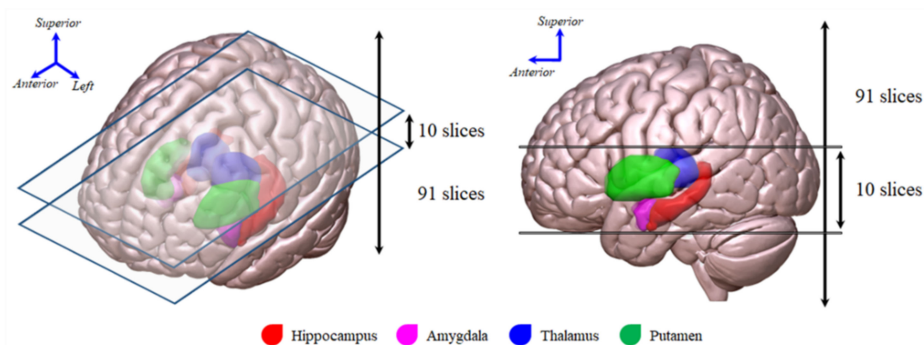 Superior
Anterior
Left
10 slices
91 slices
Superior
Anterior
91 slices
10 slices
Hippocampus
Amygdala
Thalamus
Putamen